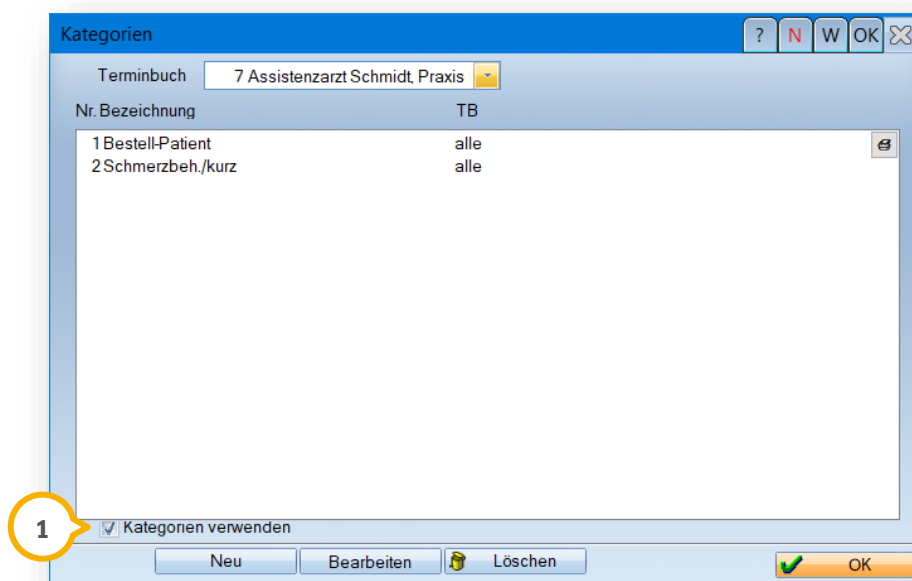 Kategorien ? N W OK
Terminbuch 7 Assistenzarzt Schmidt, Praxis
Nr. Bezeichnung TB
1 Bestell-Patient alle
2 Schmerzbeh./kurz alle
1 Kategorien verwenden
Neu Bearbeiten Löschen OK